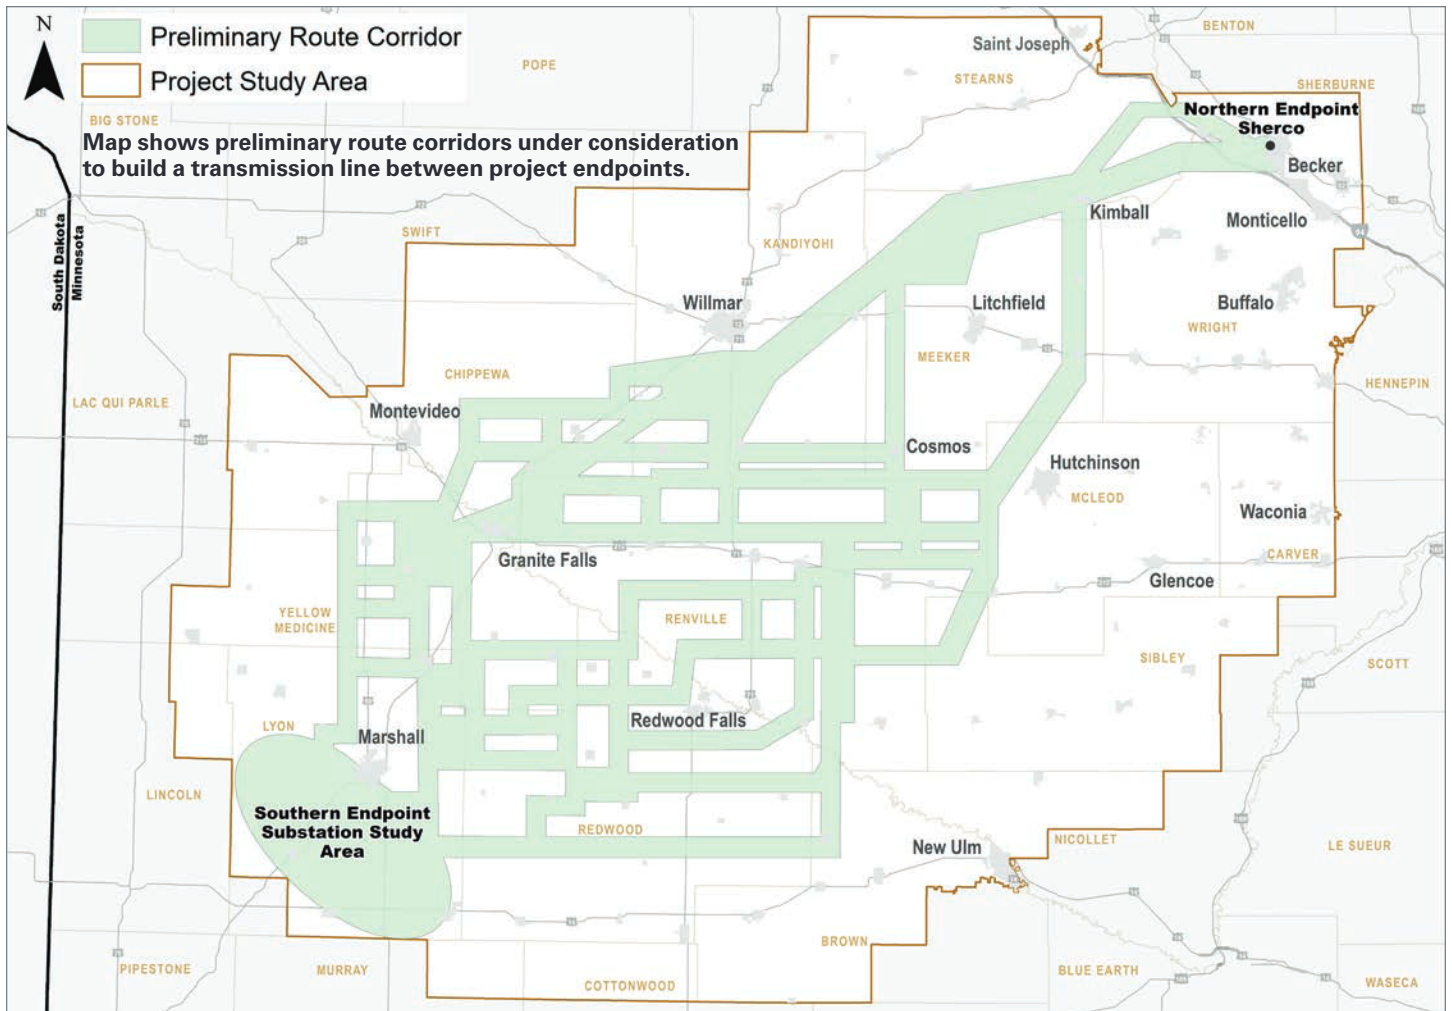 N
Preliminary Route Corridor
Project Study Area
Map shows preliminary route corridors under consideration
to build a transmission line between project endpoints.
BENTON
Saint Joseph
POPE
STEARNS
SHERBURNE
BIG STONE
Northern Endpoint
Sherco
Becker
Kimball
Monticello
SWIFT
KANDIYOHI
South Dakota
Minnesota
94
Willmar
Litchfield
Buffalo
WRIGHT
MEEKER
CHIPPEWA
HENNEPIN
LAC QUI PARLE
Montevideo
Cosmos
Hutchinson
MCLEOD
Waconia
CARVER
Granite Falls
Glencoe
YELLOW
MEDICINE
RENVILLE
SIBLEY
SCOTT
LYON
Redwood Falls
Marshall
LINCOLN
Southern Endpoint
Substation Study
Area
REDWOOD
NICOLLET
New Ulm
LE SUEUR
BROWN
PIPESTONE
MURRAY
COTTONWOOD
BLUE EARTH
WASECA